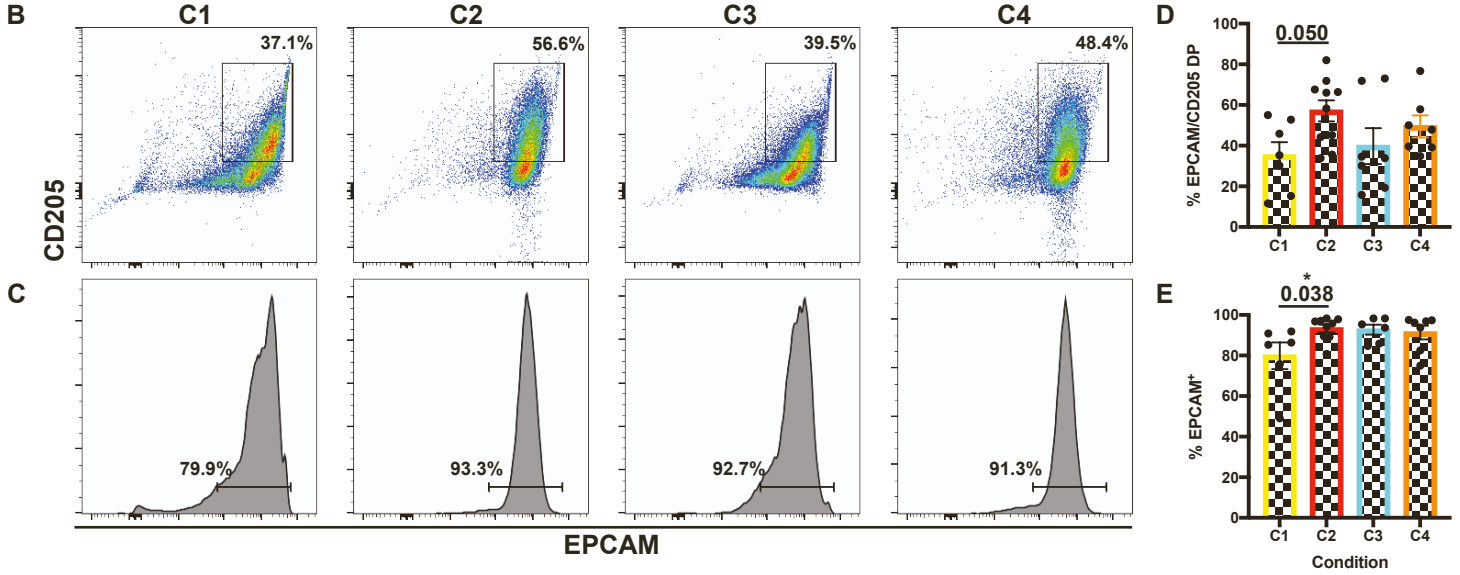 B
C1
C2
C3
C4
37.1%
56.6%
39.5%
48.4%
CD205
C
79.9%
93.3%
92.7%
91.3%
EPCAM
D
% EPCAM/CD205 DP
100
80
60
40
20
0
0.050
C1
C2
C3
C4
E
% EPCAM⁺
100
80
60
40
20
0
*
0.038
C1
C2
C3
C4
Condition